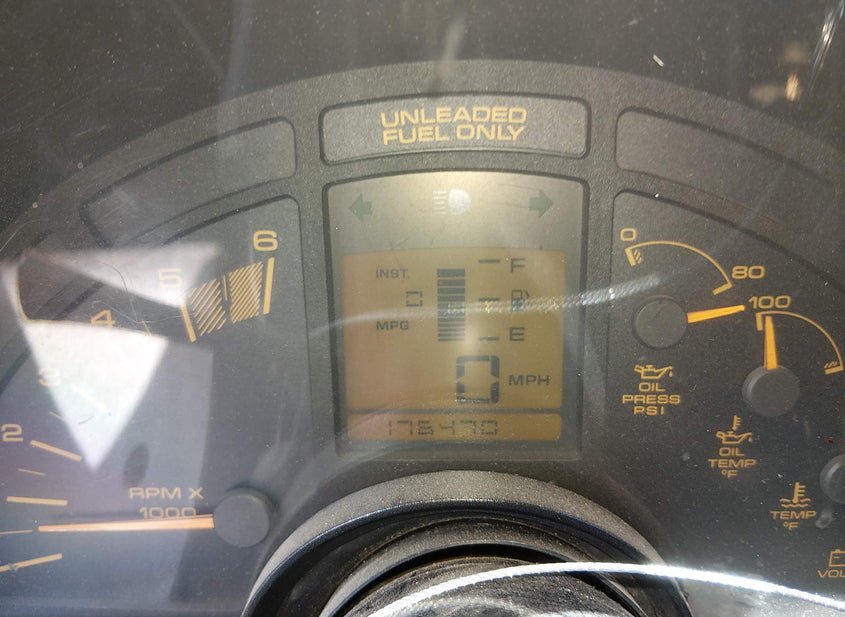 UNLEADED
FUEL ONLY
6
5
4
3
2
RPM X
1000
INST.
0
MPG
F
E
0 MPH
0
80
OIL
PRESS
PSI
100
OIL
TEMP
°F
TEMP
°F